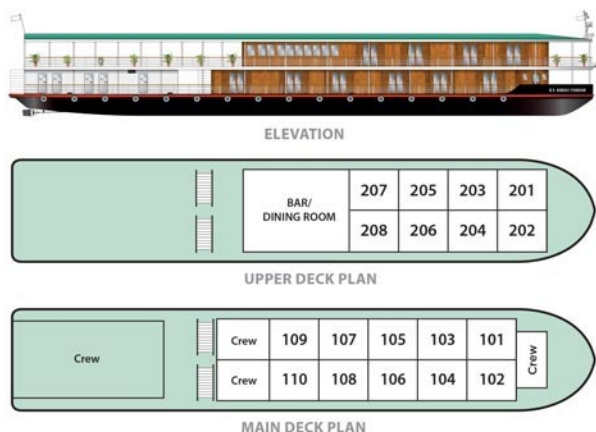 ELEVATION
BAR/
DINING ROOM
207 205 203 201
208 206 204 202
UPPER DECK PLAN
Crew
Crew 109 107 105 103 101
Crew 110 108 106 104 102
Crew
MAIN DECK PLAN